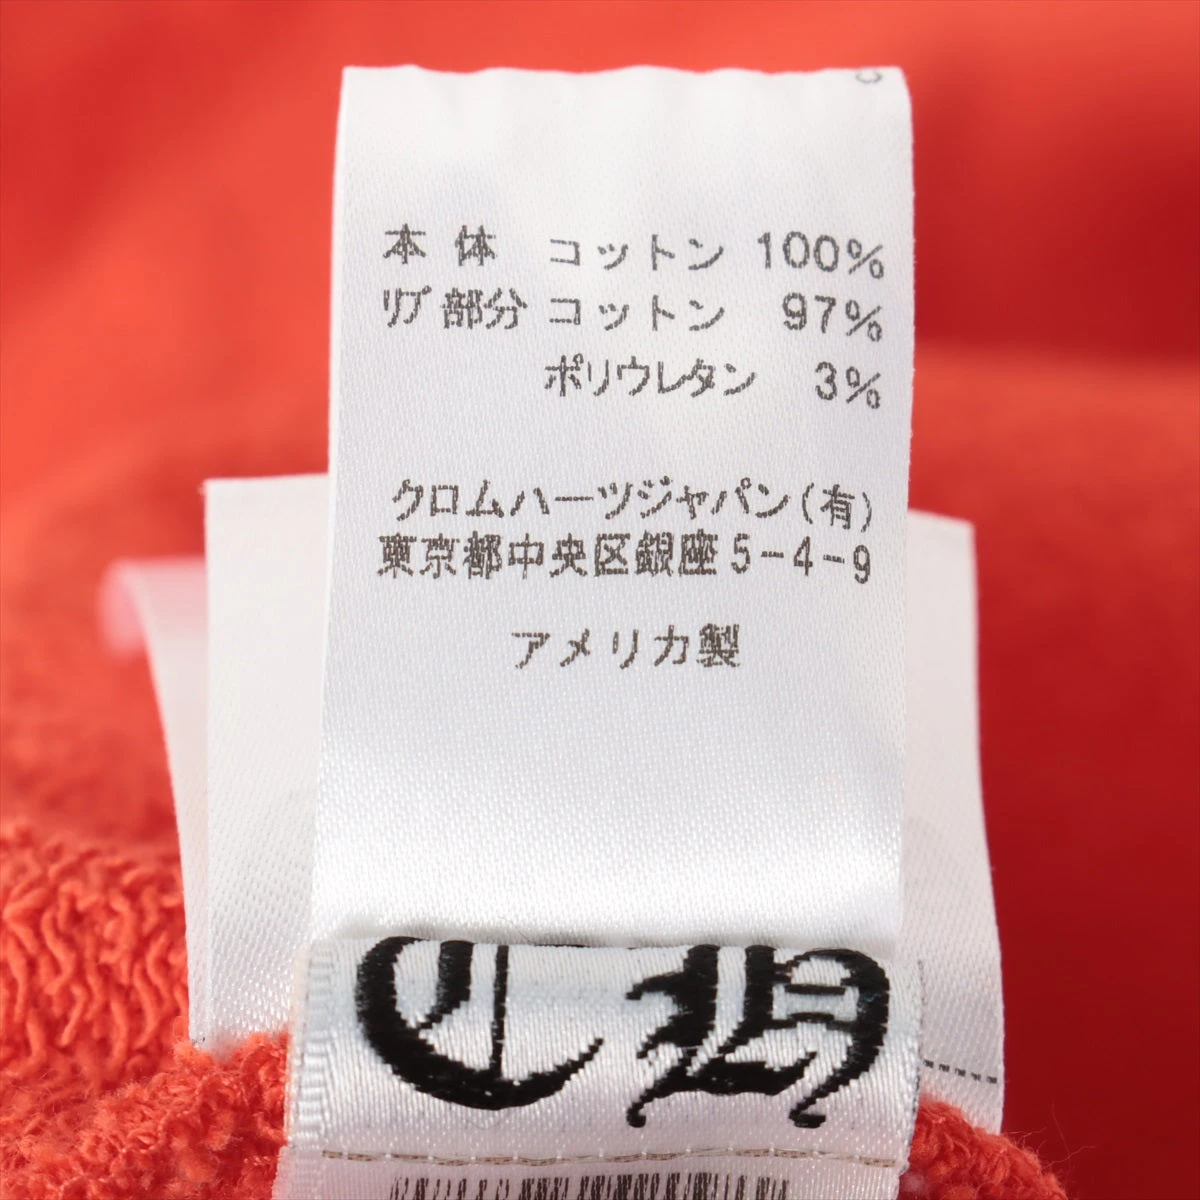 本体 コットン 100%
リブ部分 コットン 97%
ポリウレタン 3%
クロムハーツジャパン(有)
東京都中央区銀座5-4-9
アメリカ製
CH